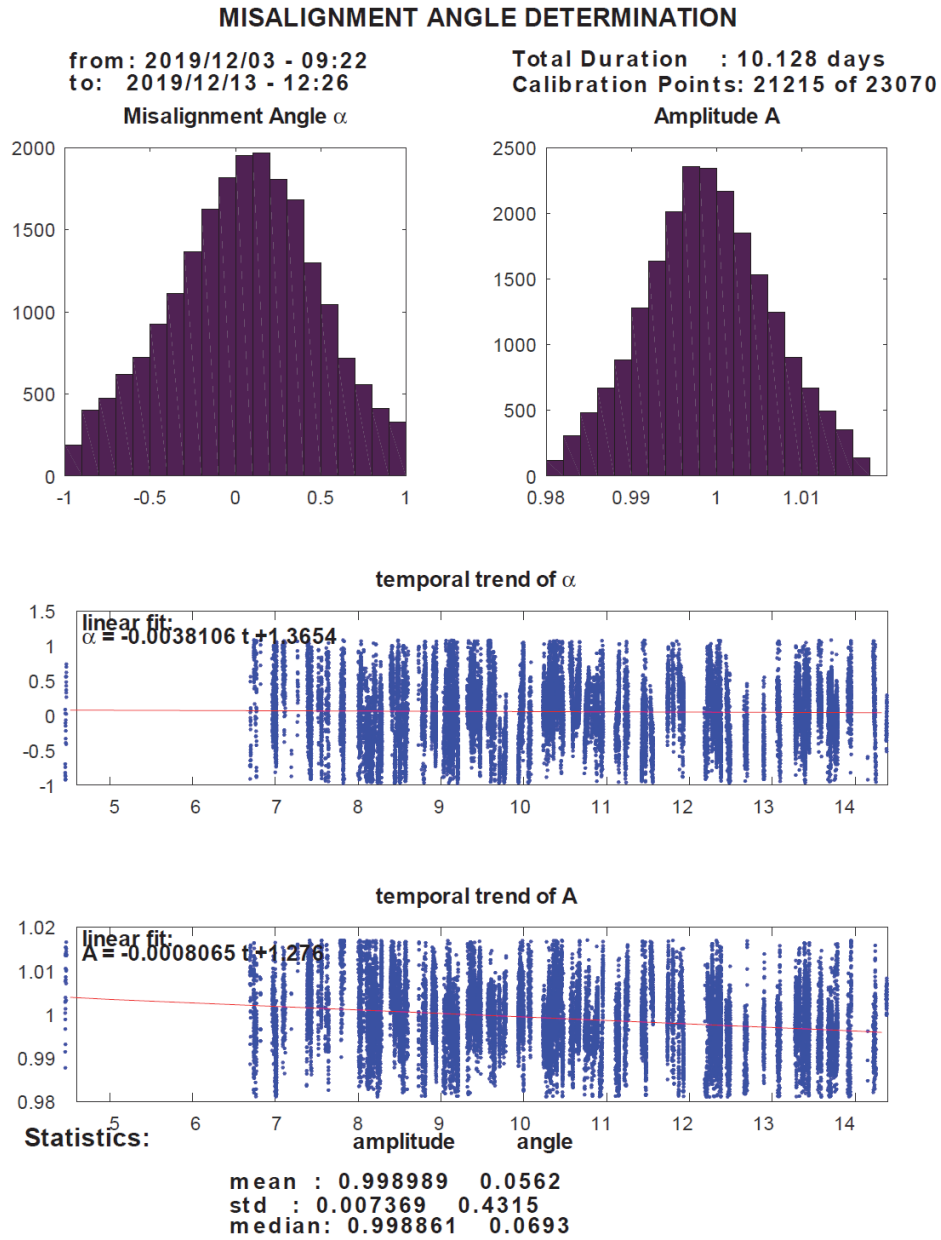 MISALIGNMENT ANGLE DETERMINATION
from: 2019/12/03 - 09:22
to: 2019/12/13 - 12:26
Total Duration : 10.128 days
Calibration Points: 21215 of 23070
Misalignment Angle α
2000
1500
1000
500
0
-1 -0.5 0 0.5 1
Amplitude A
2500
2000
1500
1000
500
0
0.98 0.99 1 1.01
temporal trend of α
1.5
1
0.5
0
-0.5
-1
linear fit:
α = -0.0038106 t +1.3654
5 6 7 8 9 10 11 12 13 14
temporal trend of A
1.02
1.01
1
0.99
0.98
linear fit:
A = -0.0008065 t +1.276
5 6 7 8 9 10 11 12 13 14
Statistics: amplitude angle
mean : 0.998989 0.0562
std : 0.007369 0.4315
median: 0.998861 0.0693